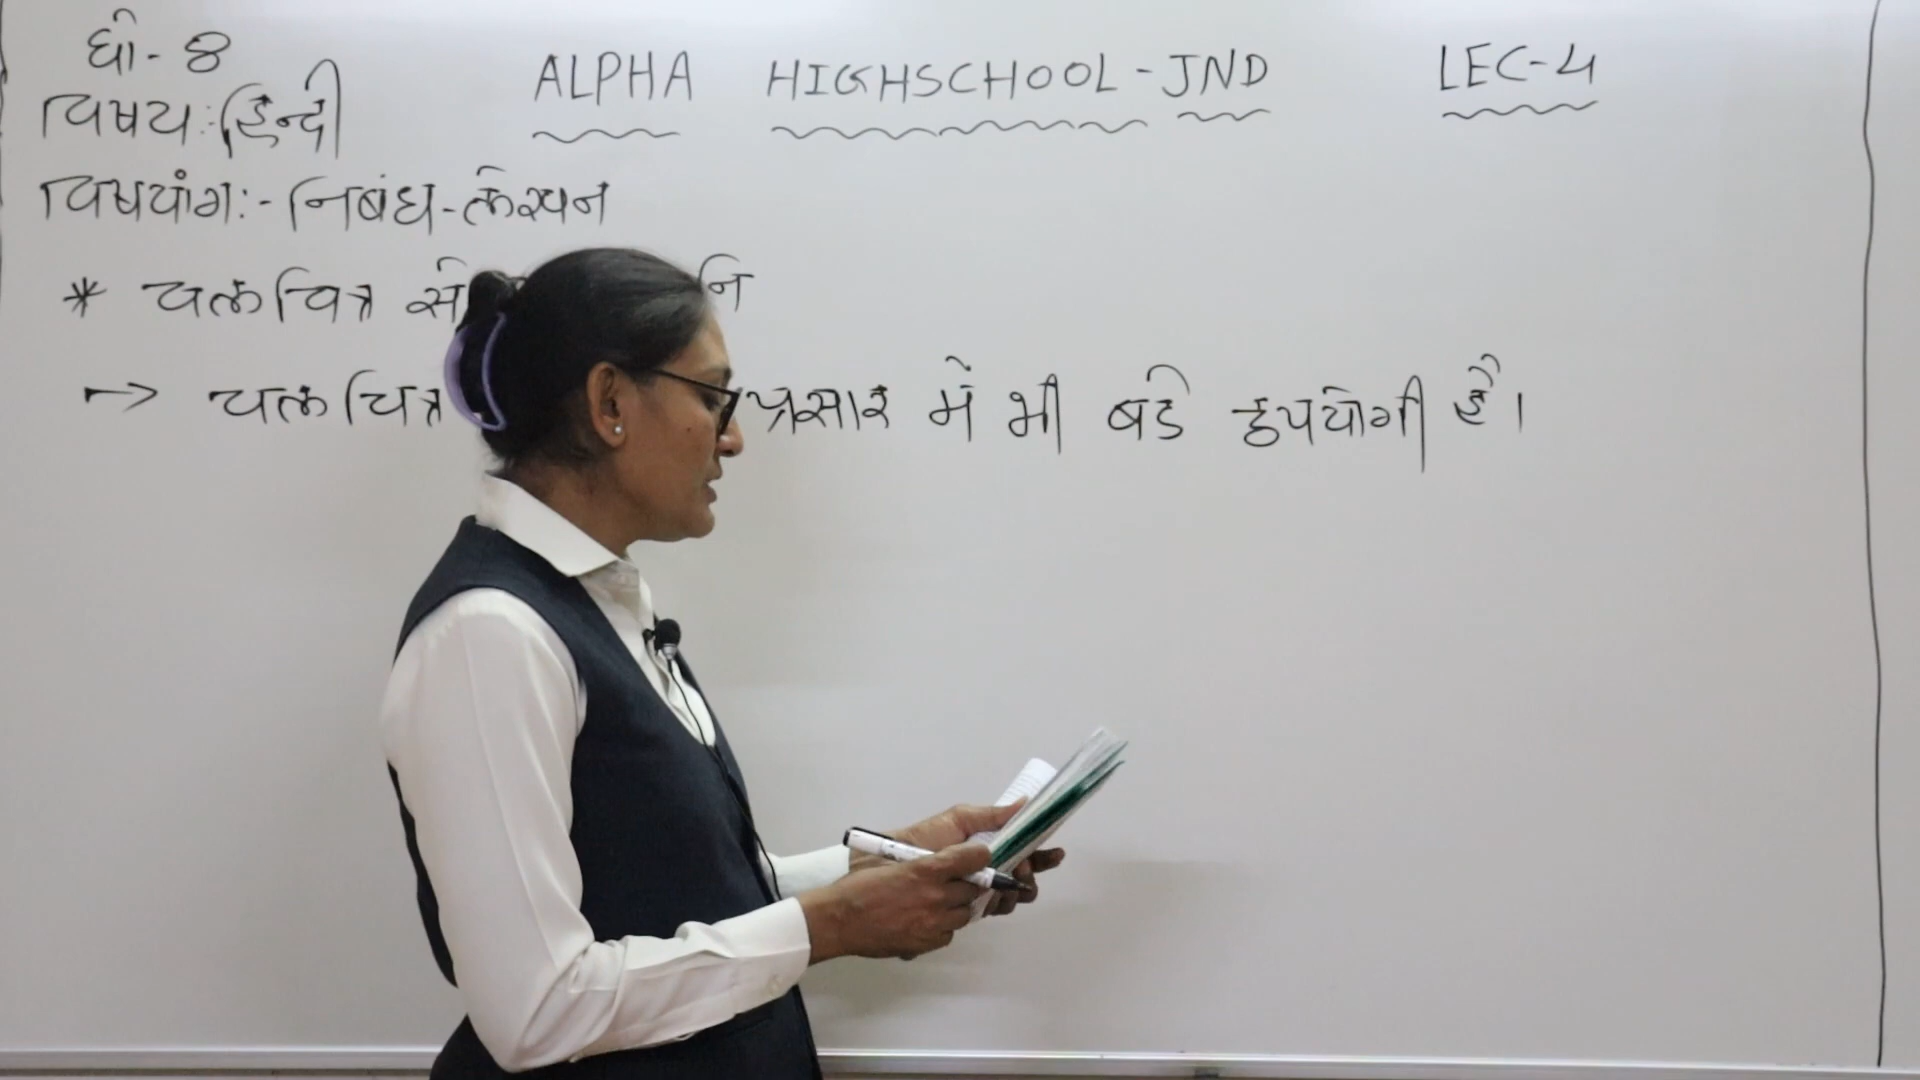 धो- 8
ALPHA HIGHSCHOOL-JND
LEC-4
विषय:-हिन्दी
विषयांग:-निबंध-लेखन
* चलचित्र से नि
→ चलचित्र प्रसार में भी बडे उपयोगी है।